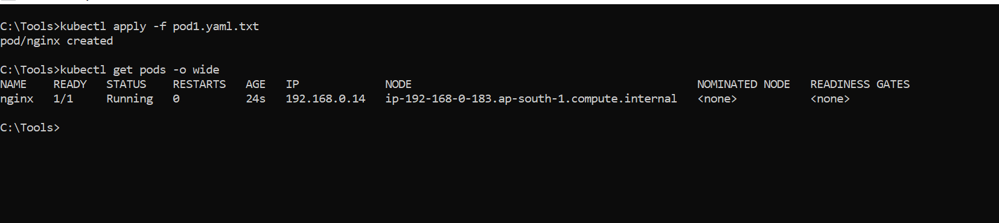 C:\Tools>kubectl apply -f pod1.yaml.txt
pod/nginx created
C:\Tools>kubectl get pods -o wide
NAME READY STATUS RESTARTS AGE IP NODE NOMINATED NODE READINESS GATES
nginx 1/1 Running 0 24s 192.168.0.14 ip-192-168-0-183.ap-south-1.compute.internal <none> <none>
C:\Tools>